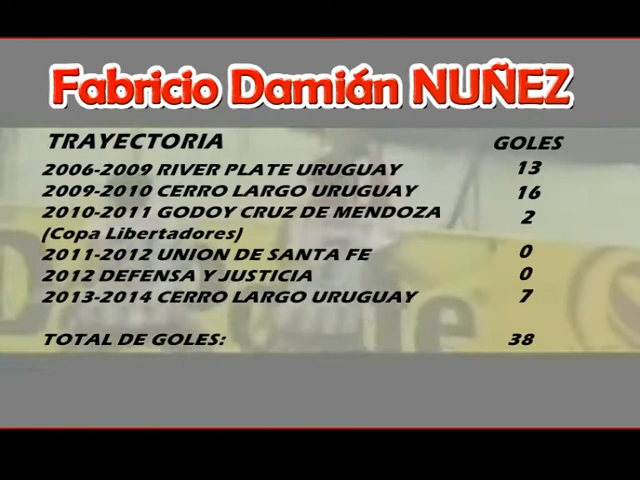 Fabricio Damián NUÑEZ
TRAYECTORIA GOLES
2006-2009 RIVER PLATE URUGUAY 13
2009-2010 CERRO LARGO URUGUAY 16
2010-2011 GODOY CRUZ DE MENDOZA 2
(Copa Libertadores)
2011-2012 UNION DE SANTA FE 0
2012 DEFENSA Y JUSTICIA 0
2013-2014 CERRO LARGO URUGUAY 7
TOTAL DE GOLES: 38